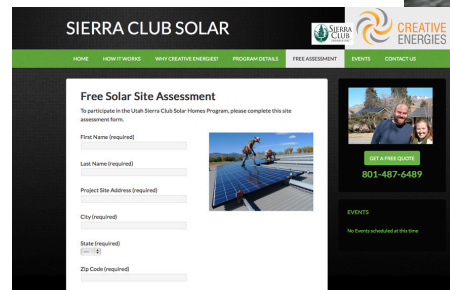 SIERRA CLUB SOLAR
SIERRA
CLUB
CREATIVE
ENERGIES
HOME HOW IT WORKS WHY CREATIVE ENERGIES? PROGRAM DETAILS FREE ASSESSMENT EVENTS CONTACT US
Free Solar Site Assessment
To participate in the Utah Sierra Club Solar Homes Program, please complete this site
assessment form.
First Name (required)
Last Name (required)
Project Site Address (required)
City (required)
State (required)
Zip Code (required)
GET A FREE QUOTE
801-487-6489
EVENTS
No Events scheduled at this time